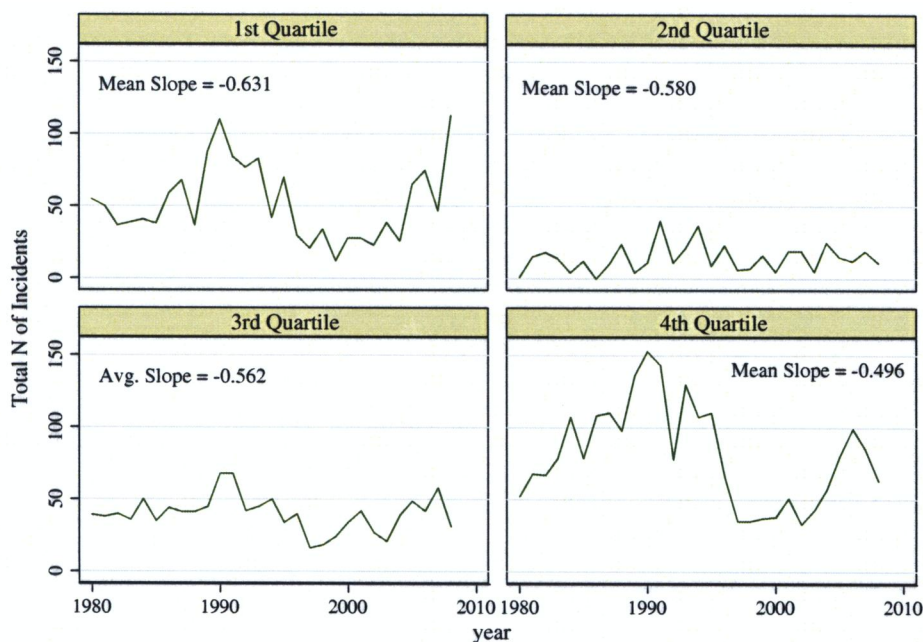 1st Quartile
2nd Quartile
150
100
50
0
Mean Slope = -0.631
Mean Slope = -0.580
3rd Quartile
4th Quartile
150
100
50
0
Avg. Slope = -0.562
Mean Slope = -0.496
Total N of Incidents
1980
1990
2000
2010
1980
1990
2000
2010
year